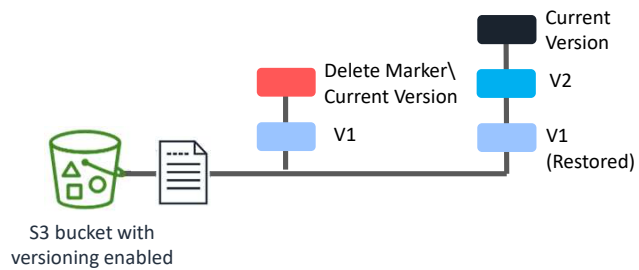 Current
Version
Delete Marker\
Current Version
V2
V1
V1
(Restored)
S3 bucket with
versioning enabled